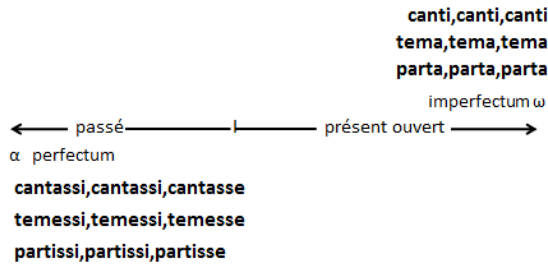 canti,canti,canti
tema,tema,tema
parta,parta,parta
imperfectum ω
passé présent ouvert
α perfectum
cantassi,cantassi,cantasse
temessi,temessi,temesse
partissi,partissi,partisse